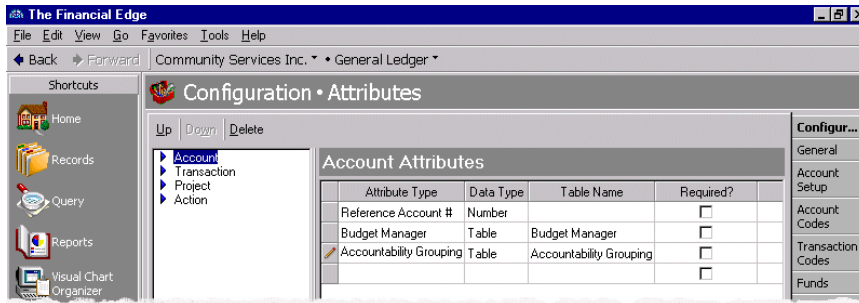 The Financial Edge
File Edit View Go Favorites Tools Help
Back Forward Community Services Inc. • General Ledger
Shortcuts
Home
Records
Query
Reports
Visual Chart Organizer
Configuration • Attributes
Up Down Delete
Account
Transaction
Project
Action
Account Attributes
Attribute Type Data Type Table Name Required?
Reference Account # Number
Budget Manager Table Budget Manager
Accountability Grouping Table Accountability Grouping
Configur...
General
Account
Setup
Account
Codes
Transaction
Codes
Funds